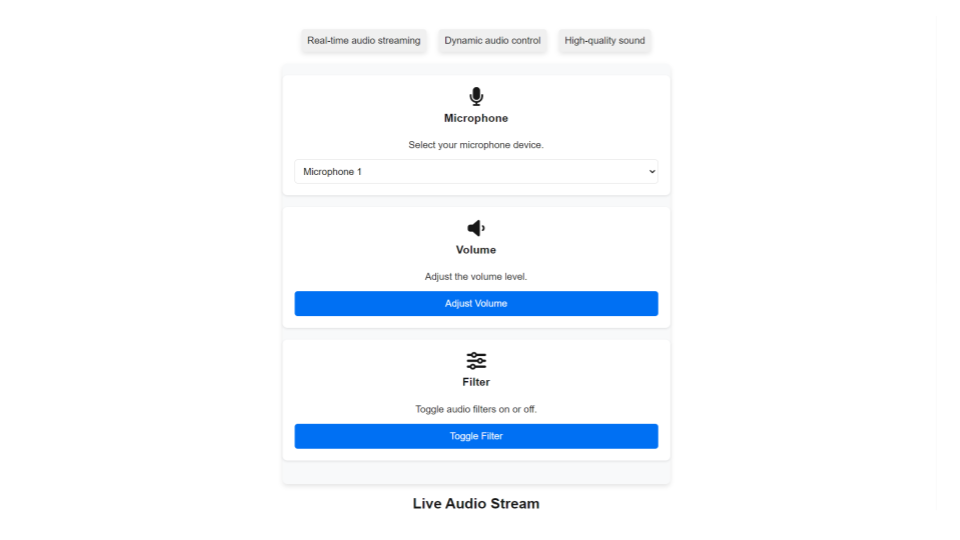 Real-time audio streaming
Dynamic audio control
High-quality sound
Microphone
Select your microphone device.
Microphone 1
Volume
Adjust the volume level.
Adjust Volume
Filter
Toggle audio filters on or off.
Toggle Filter
Live Audio Stream